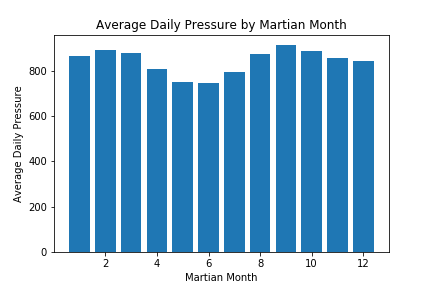 Average Daily Pressure by Martian Month
Average Daily Pressure
800
600
400
200
0
2 4 6 8 10 12
Martian Month